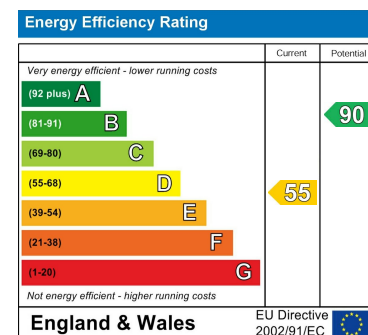 Energy Efficiency Rating
Current Potential
Very energy efficient - lower running costs
(92 plus) A
(81-91) B
90
(69-80) C
(55-68) D
55
(39-54) E
(21-38) F
(1-20) G
Not energy efficient - higher running costs
England & Wales
EU Directive
2002/91/EC